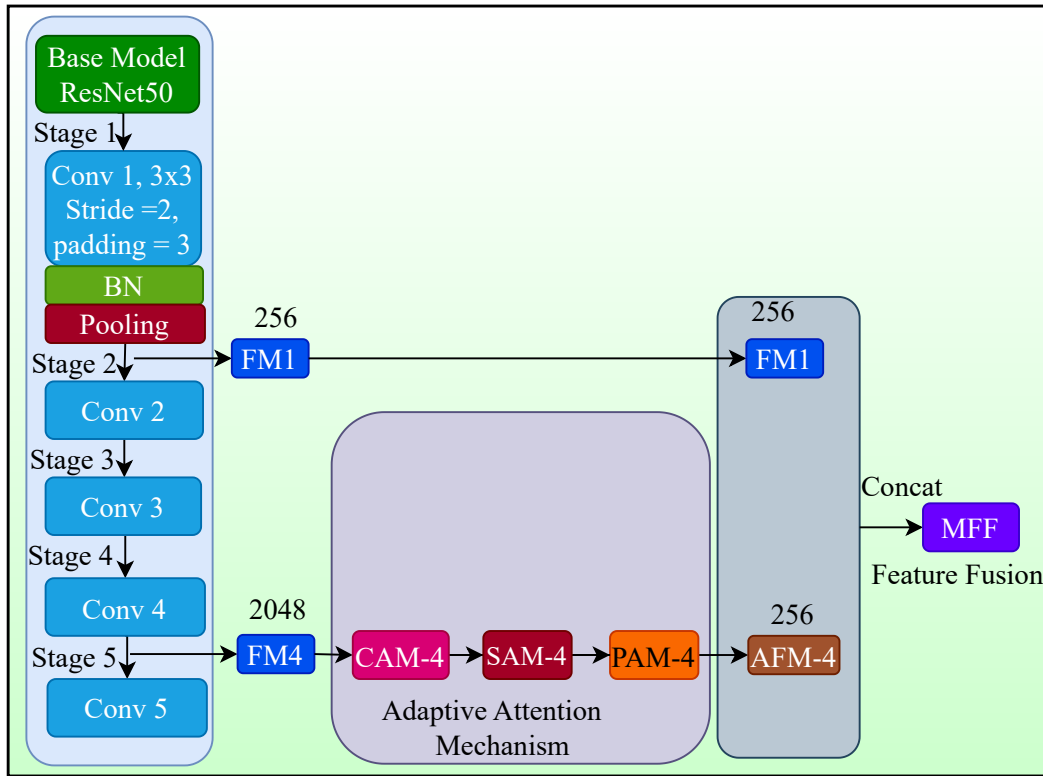 Base Model
ResNet50
Stage 1
Conv 1, 3x3
Stride =2,
padding = 3
BN
Pooling
Stage 2
256
FM1
256
FM1
Conv 2
Stage 3
Conv 3
Stage 4
Concat
MFF
Feature Fusion
Conv 4
Stage 5
2048
FM4
CAM-4
SAM-4
PAM-4
256
AFM-4
Adaptive Attention
Mechanism
Conv 5